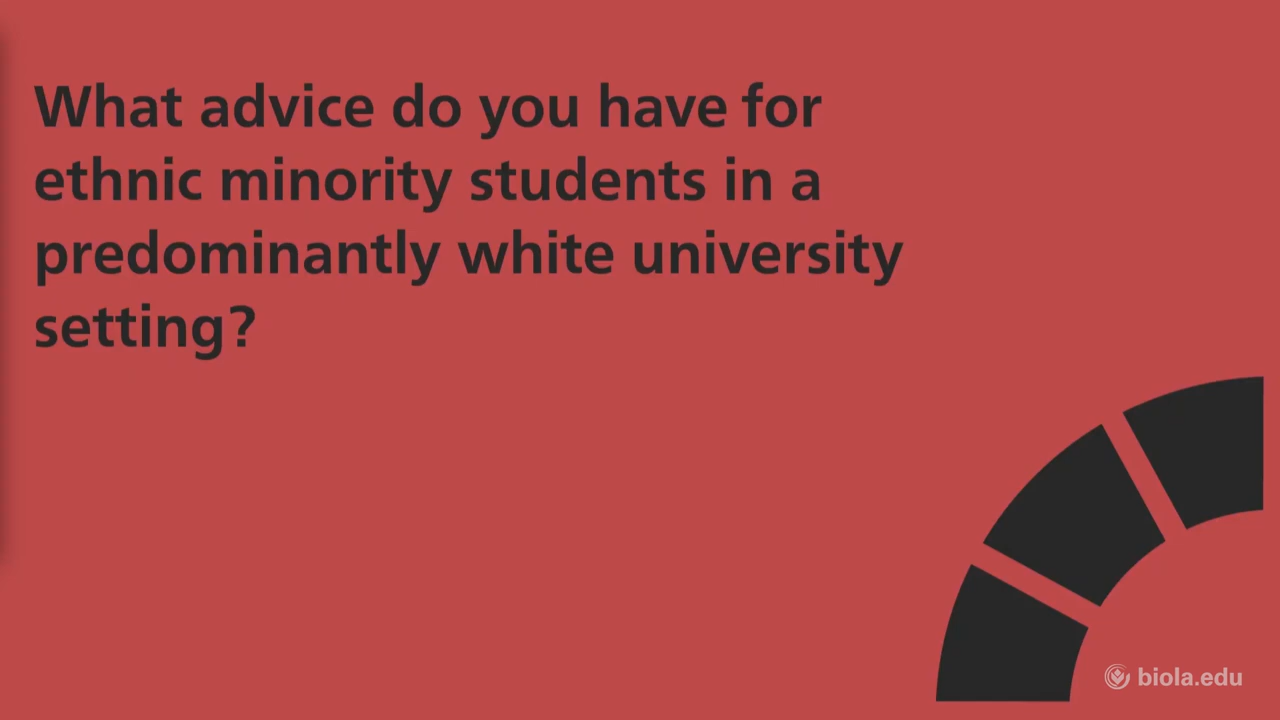 What advice do you have for
ethnic minority students in a
predominantly white university
setting?
biola.edu